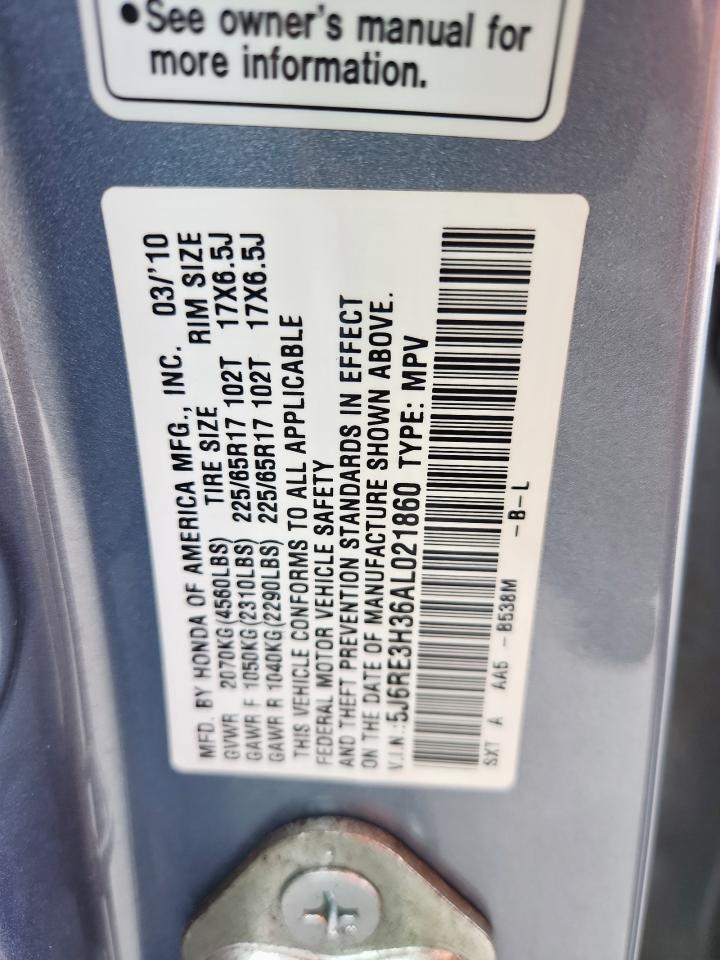 •See owner's manual for
more information.
MFD. BY HONDA OF AMERICA MFG., INC. 03/'10
GVWR 2070KG(4560LBS) TIRE SIZE RIM SIZE
GAWR F 1050KG(2310LBS) 225/65R17 102T 17X6.5J
GAWR R 1040KG(2290LBS) 225/65R17 102T 17X6.5J
THIS VEHICLE CONFORMS TO ALL APPLICABLE
FEDERAL MOTOR VEHICLE SAFETY
AND THEFT PREVENTION STANDARDS IN EFFECT
ON THE DATE OF MANUFACTURE SHOWN ABOVE.
V.I.N.:5J6RE3H36AL021860 TYPE: MPV
SXT A AA5 -B538M -B-L